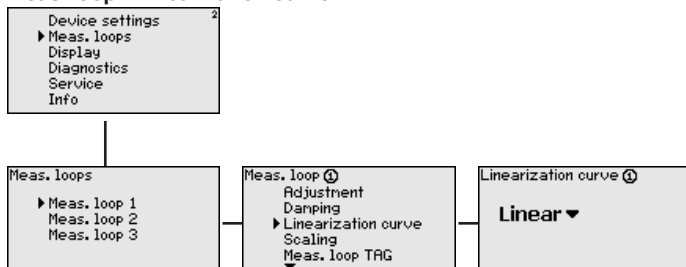 Device settings 2
Meas. loops
Display
Diagnostics
Service
Info
Meas. loops
Meas. loop 1
Meas. loop 2
Meas. loop 3
Meas. loop ①
Adjustment
Damping
Linearization curve
Scaling
Meas. loop TAG
Linearization curve ①
Linear